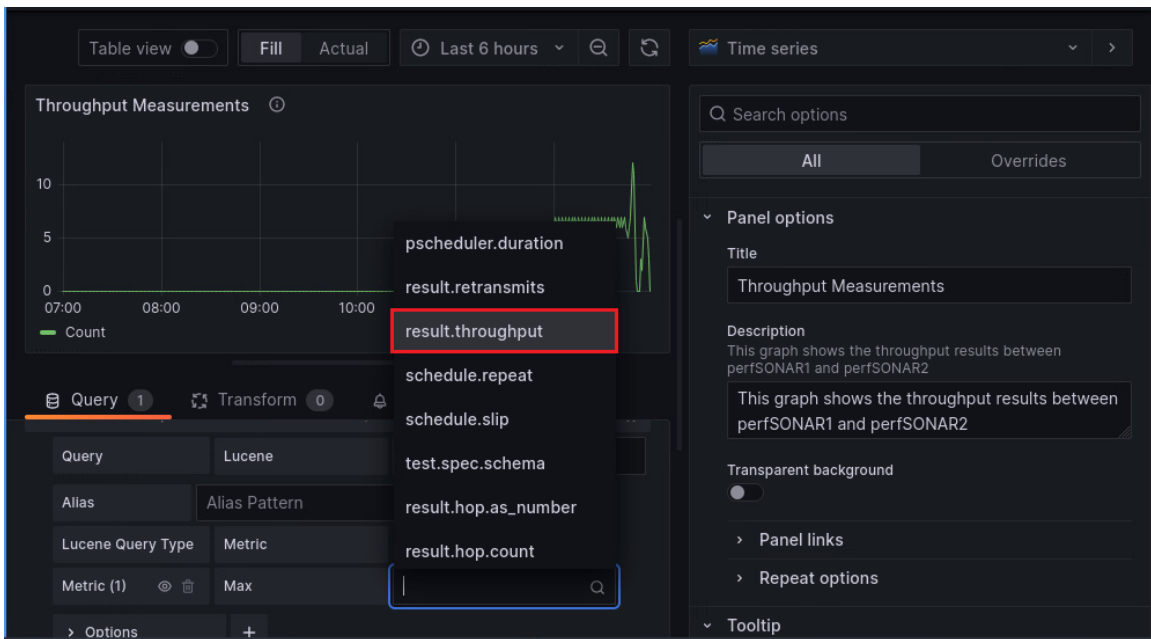 Table view
Fill
Actual
Last 6 hours
Time series
Throughput Measurements
10
5
0
07:00
08:00
09:00
10:00
Count
Query 1
Transform 0
Query
Lucene
Alias
Alias Pattern
Lucene Query Type
Metric
Metric (1)
Max
Options
pscheduler.duration
result.retransmits
result.throughput
schedule.repeat
schedule.slip
test.spec.schema
result.hop.as_number
result.hop.count
Search options
All
Overrides
Panel options
Title
Throughput Measurements
Description
This graph shows the throughput results between
perfSONAR1 and perfSONAR2
This graph shows the throughput results between
perfSONAR1 and perfSONAR2
Transparent background
Panel links
Repeat options
Tooltip